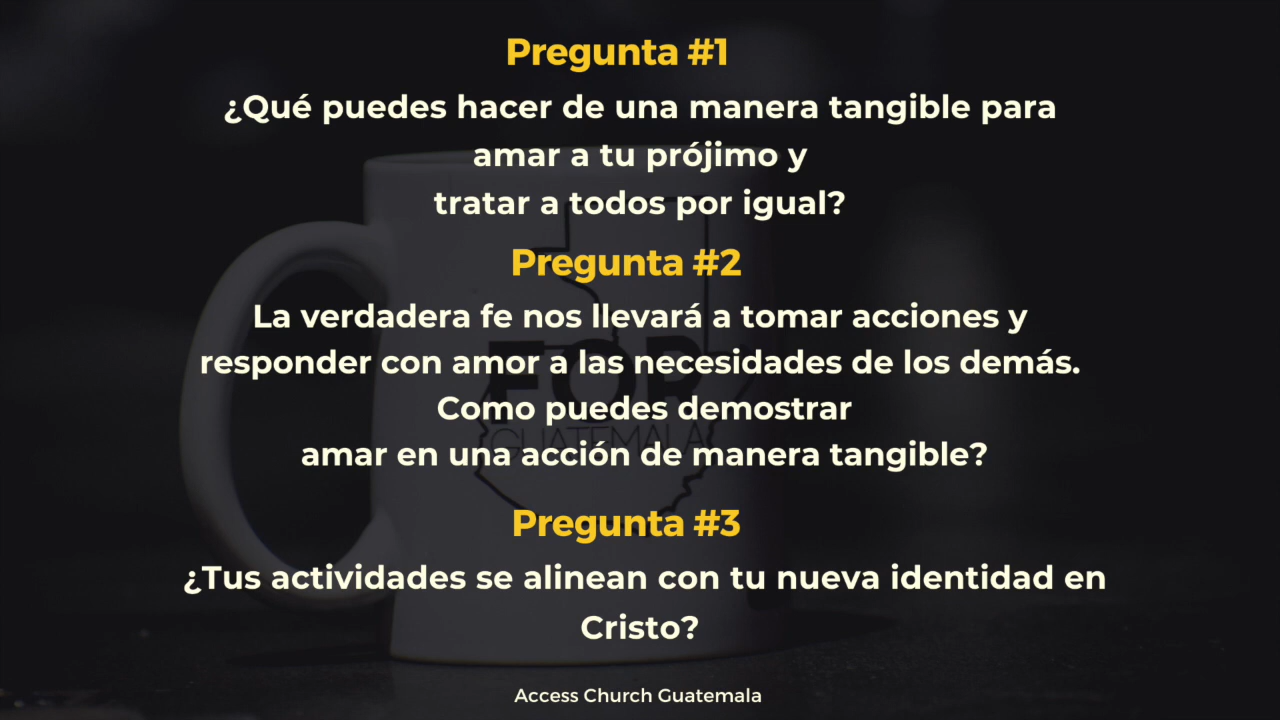 Pregunta #1
¿Qué puedes hacer de una manera tangible para
amar a tu prójimo y
tratar a todos por igual?
Pregunta #2
La verdadera fe nos llevará a tomar acciones y
responder con amor a las necesidades de los demás.
Como puedes demostrar
amar en una acción de manera tangible?
Pregunta #3
¿Tus actividades se alinean con tu nueva identidad en
Cristo?
Access Church Guatemala
FOR
GUATEMALA